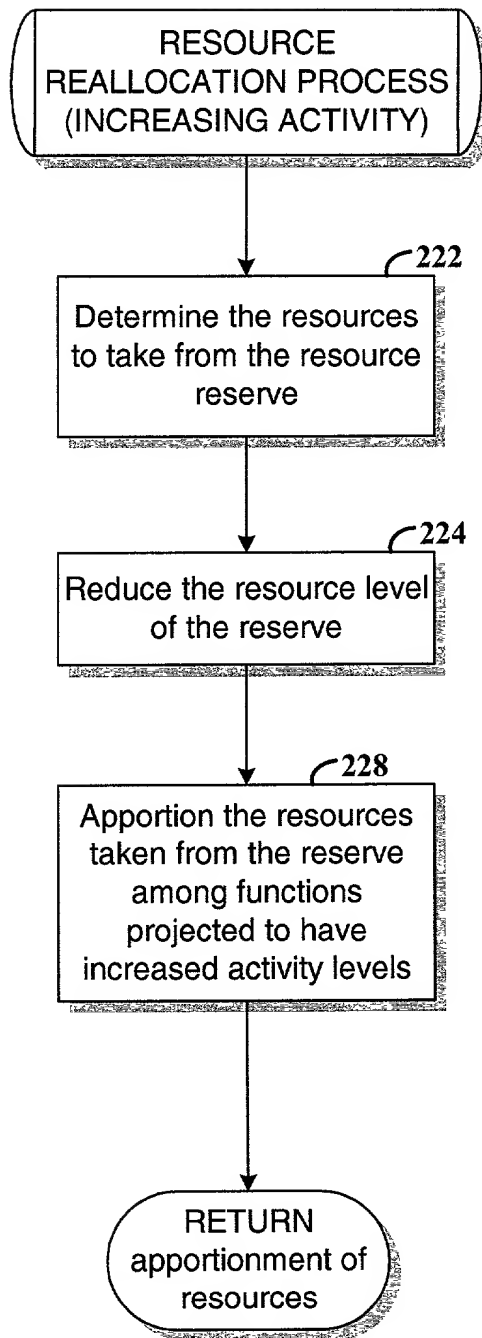 RESOURCE
REALLOCATION PROCESS
(INCREASING ACTIVITY)
222
Determine the resources
to take from the resource
reserve
224
Reduce the resource level
of the reserve
228
Apportion the resources
taken from the reserve
among functions
projected to have
increased activity levels
RETURN
apportionment of
resources